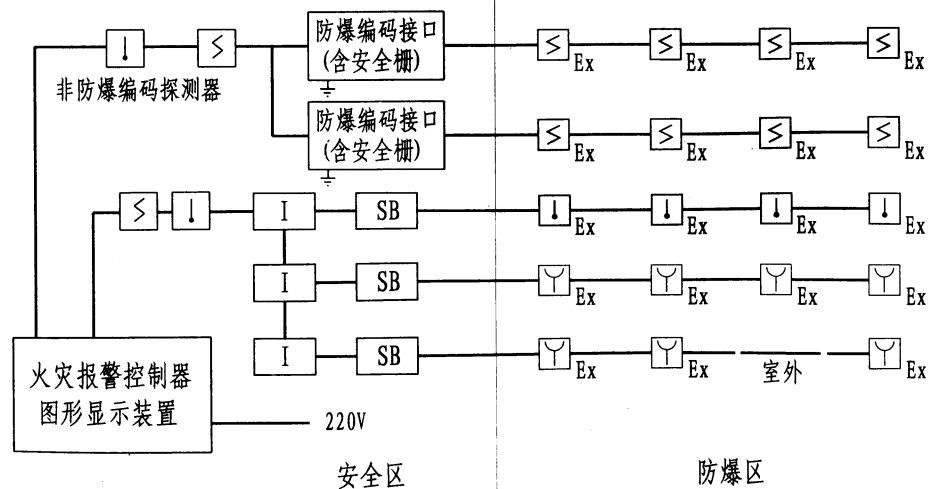 防爆编码接口
(含安全栅)
Ex Ex Ex Ex
非防爆编码探测器
防爆编码接口
(含安全栅)
Ex Ex Ex Ex
I SB
Ex Ex Ex Ex
I SB
Ex Ex Ex Ex
I SB
Ex Ex 室外 Ex
火灾报警控制器
图形显示装置
220V
安全区 防爆区